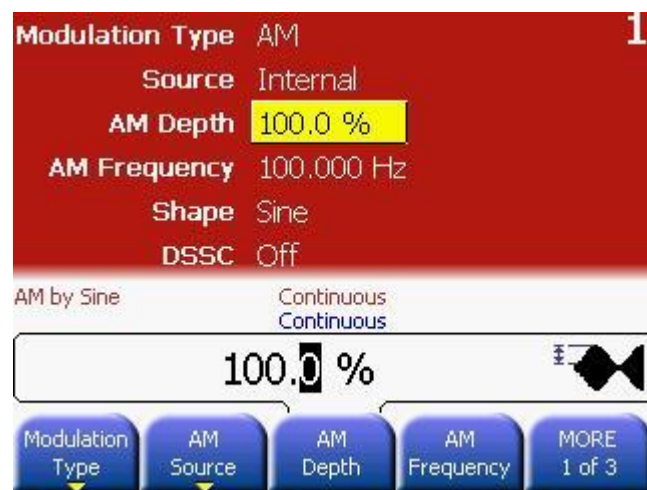 Modulation Type AM 1
Source Internal
AM Depth 100.0 %
AM Frequency 100.000 Hz
Shape Sine
DSSC Off
AM by Sine Continuous
Continuous
100.0 %
Modulation Type AM Source AM Depth AM Frequency MORE 1 of 3